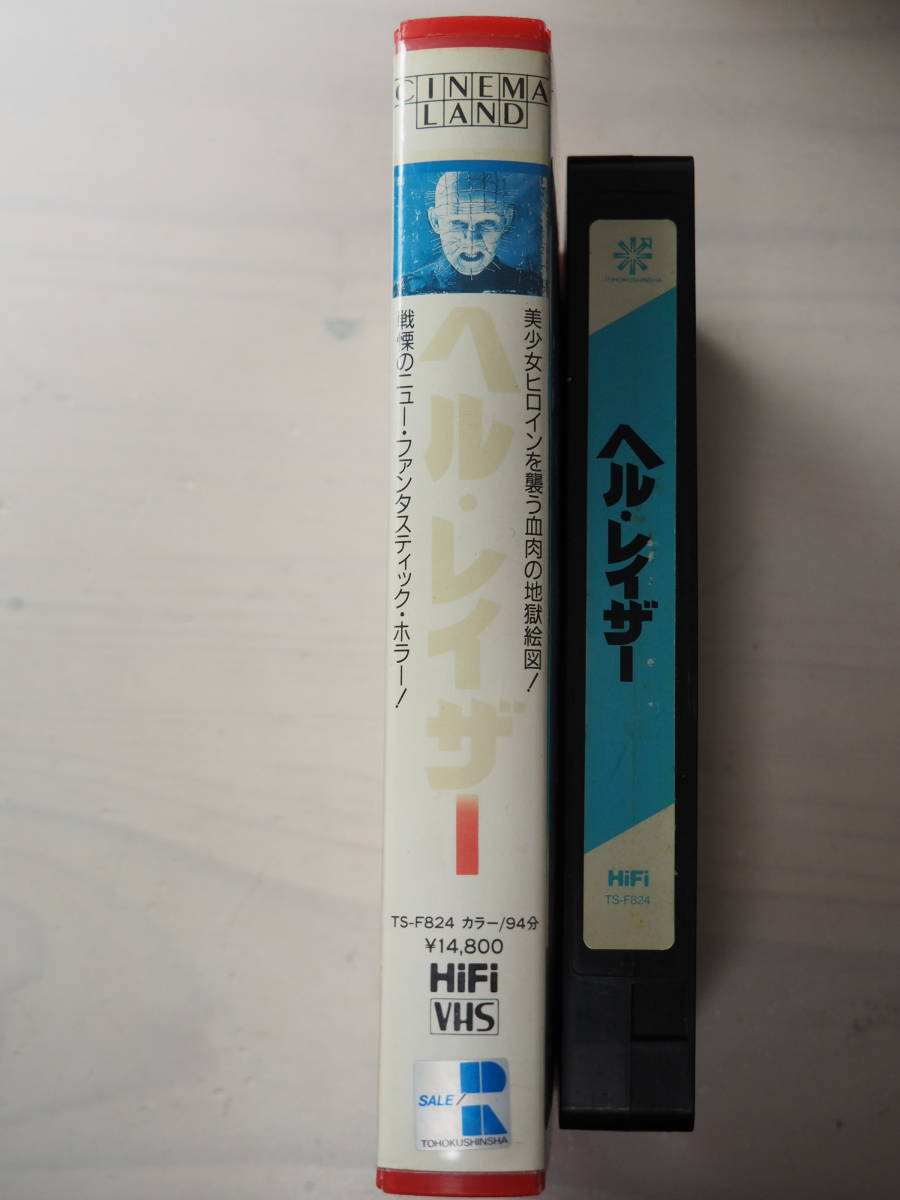 CINEMA
LAND
美少女ヒロインを襲う血肉の地獄絵図!
戦慄のニュー・ファンタスティック・ホラー!
ヘル・レイザー
TS-F824 カラー/94分
¥14,800
HiFi
VHS
SALE/R
TOHOKUSHINSHA
TOHOKUSHINSHA
ヘル・レイザー
HiFi
TS-F824